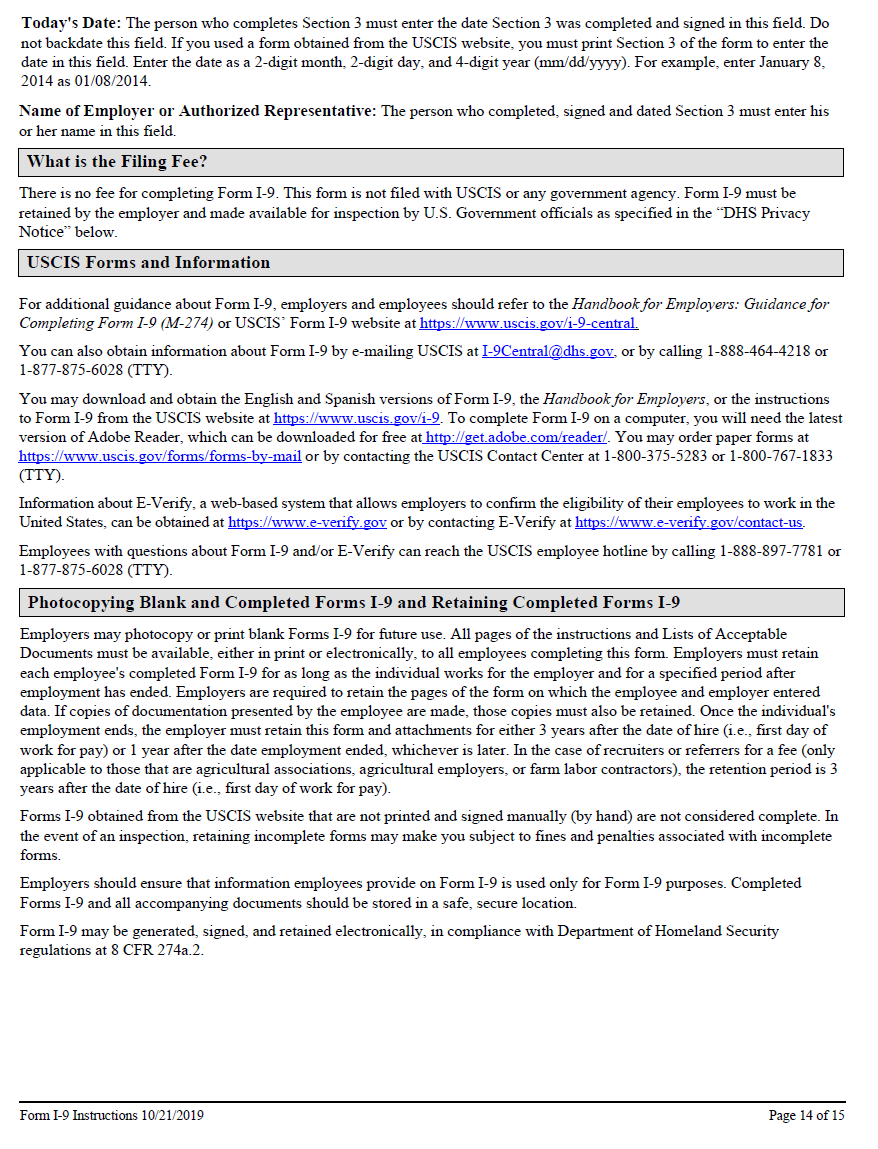 Today's Date: The person who completes Section 3 must enter the date Section 3 was completed and signed in this field. Do
not backdate this field. If you used a form obtained from the USCIS website, you must print Section 3 of the form to enter the
date in this field. Enter the date as a 2-digit month, 2-digit day, and 4-digit year (mm/dd/yyyy). For example, enter January 8,
2014 as 01/08/2014.
Name of Employer or Authorized Representative: The person who completed, signed and dated Section 3 must enter his
or her name in this field.
What is the Filing Fee?
There is no fee for completing Form I-9. This form is not filed with USCIS or any government agency. Form I-9 must be
retained by the employer and made available for inspection by U.S. Government officials as specified in the “DHS Privacy
Notice” below.
USCIS Forms and Information
For additional guidance about Form I-9, employers and employees should refer to the Handbook for Employers: Guidance for
Completing Form I-9 (M-274) or USCIS’ Form I-9 website at https://www.uscis.gov/i-9-central.
You can also obtain information about Form I-9 by e-mailing USCIS at I-9Central@dhs.gov, or by calling 1-888-464-4218 or
1-877-875-6028 (TTY).
You may download and obtain the English and Spanish versions of Form I-9, the Handbook for Employers, or the instructions
to Form I-9 from the USCIS website at https://www.uscis.gov/i-9. To complete Form I-9 on a computer, you will need the latest
version of Adobe Reader, which can be downloaded for free at http://get.adobe.com/reader/. You may order paper forms at
https://www.uscis.gov/forms/forms-by-mail or by contacting the USCIS Contact Center at 1-800-375-5283 or 1-800-767-1833
(TTY).
Information about E-Verify, a web-based system that allows employers to confirm the eligibility of their employees to work in the
United States, can be obtained at https://www.e-verify.gov or by contacting E-Verify at https://www.e-verify.gov/contact-us.
Employees with questions about Form I-9 and/or E-Verify can reach the USCIS employee hotline by calling 1-888-897-7781 or
1-877-875-6028 (TTY).
Photocopying Blank and Completed Forms I-9 and Retaining Completed Forms I-9
Employers may photocopy or print blank Forms I-9 for future use. All pages of the instructions and Lists of Acceptable
Documents must be available, either in print or electronically, to all employees completing this form. Employers must retain
each employee's completed Form I-9 for as long as the individual works for the employer and for a specified period after
employment has ended. Employers are required to retain the pages of the form on which the employee and employer entered
data. If copies of documentation presented by the employee are made, those copies must also be retained. Once the individual's
employment ends, the employer must retain this form and attachments for either 3 years after the date of hire (i.e., first day of
work for pay) or 1 year after the date employment ended, whichever is later. In the case of recruiters or referrers for a fee (only
applicable to those that are agricultural associations, agricultural employers, or farm labor contractors), the retention period is 3
years after the date of hire (i.e., first day of work for pay).
Forms I-9 obtained from the USCIS website that are not printed and signed manually (by hand) are not considered complete. In
the event of an inspection, retaining incomplete forms may make you subject to fines and penalties associated with incomplete
forms.
Employers should ensure that information employees provide on Form I-9 is used only for Form I-9 purposes. Completed
Forms I-9 and all accompanying documents should be stored in a safe, secure location.
Form I-9 may be generated, signed, and retained electronically, in compliance with Department of Homeland Security
regulations at 8 CFR 274a.2.
Form I-9 Instructions 10/21/2019
Page 14 of 15